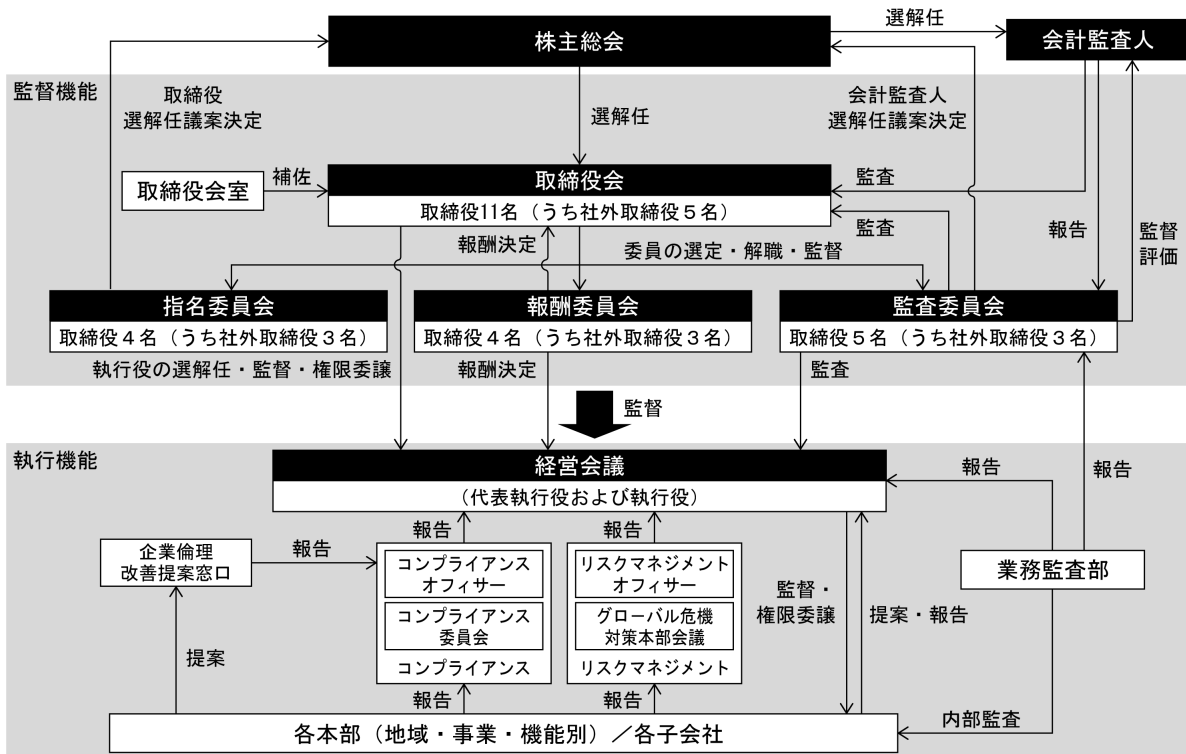 選解任
株主総会
会計監査人
監督機能
取締役
選解任議案決定
選解任
会計監査人
選解任議案決定
取締役会室
補佐
取締役会
取締役11名(うち社外取締役5名)
監査
監査
報告
監督
評価
報酬決定
委員の選定・解職・監督
指名委員会
取締役4名(うち社外取締役3名)
報酬委員会
取締役4名(うち社外取締役3名)
監査委員会
取締役5名(うち社外取締役3名)
執行役の選解任・監督・権限委譲
報酬決定
監査
監督
執行機能
経営会議
(代表執行役および執行役)
報告
報告
報告
報告
企業倫理
改善提案窓口
報告
コンプライアンス
オフィサー
コンプライアンス
委員会
コンプライアンス
リスクマネジメント
オフィサー
グローバル危機
対策本部会議
リスクマネジメント
監督・
権限委譲
提案・報告
業務監査部
提案
報告
報告
内部監査
各本部(地域・事業・機能別)/各子会社